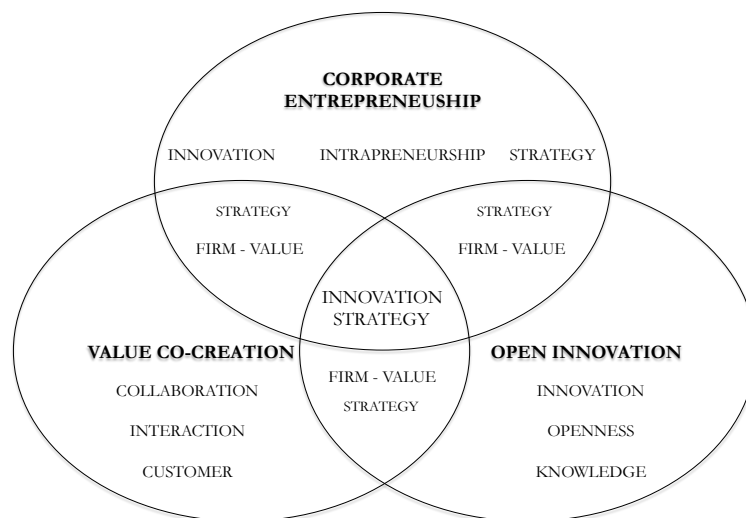 CORPORATE
ENTREPRENEUSHIP
INNOVATION INTRAPRENEURSHIP STRATEGY
STRATEGY STRATEGY
FIRM - VALUE FIRM - VALUE
INNOVATION
STRATEGY
VALUE CO-CREATION OPEN INNOVATION
FIRM - VALUE
COLLABORATION INNOVATION
STRATEGY
INTERACTION OPENNESS
CUSTOMER KNOWLEDGE